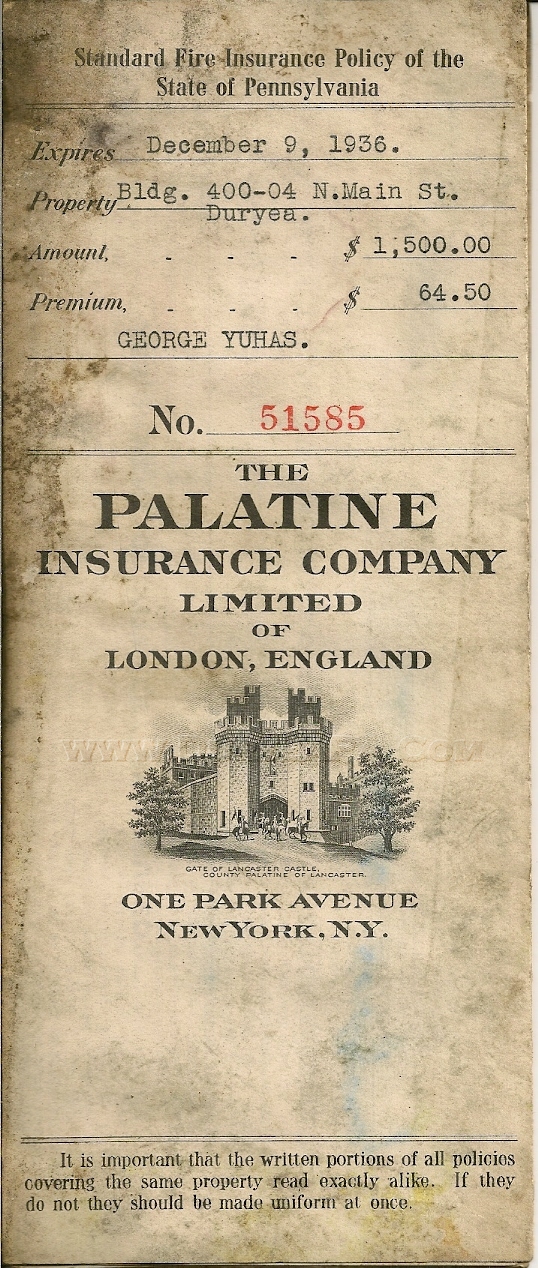 Standard Fire Insurance Policy of the
State of Pennsylvania
Expires December 9, 1936.
Property Bldg. 400-04 N.Main St.
Duryea.
Amount, - - - $ 1,500.00
Premium, - - - $ 64.50
GEORGE YUHAS.
No. 51585
THE
PALATINE
INSURANCE COMPANY
LIMITED
OF
LONDON, ENGLAND
GATE OF LANCASTER CASTLE,
COUNTY PALATINE OF LANCASTER.
ONE PARK AVENUE
NEW YORK, N.Y.
It is important that the written portions of all policies
covering the same property read exactly alike. If they
do not they should be made uniform at once.